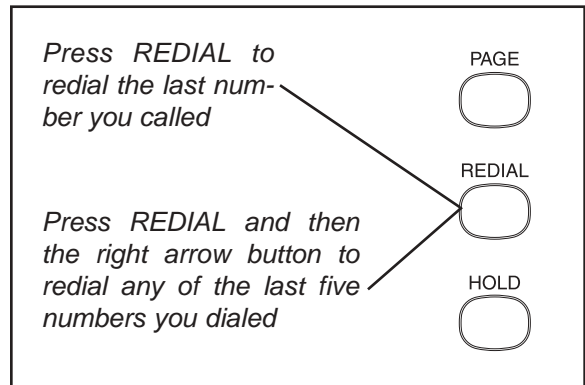 Press REDIAL to
redial the last num-
ber you called
PAGE
REDIAL
Press REDIAL and then
the right arrow button to
redial any of the last five
numbers you dialed
HOLD